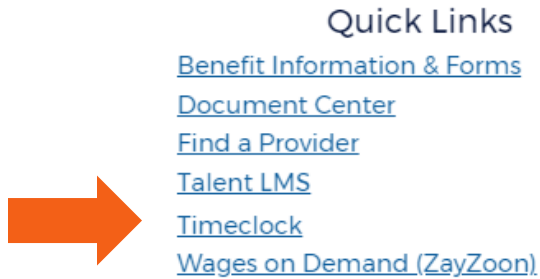 Quick Links
Benefit Information & Forms
Document Center
Find a Provider
Talent LMS
Timeclock
Wages on Demand (ZayZoon)